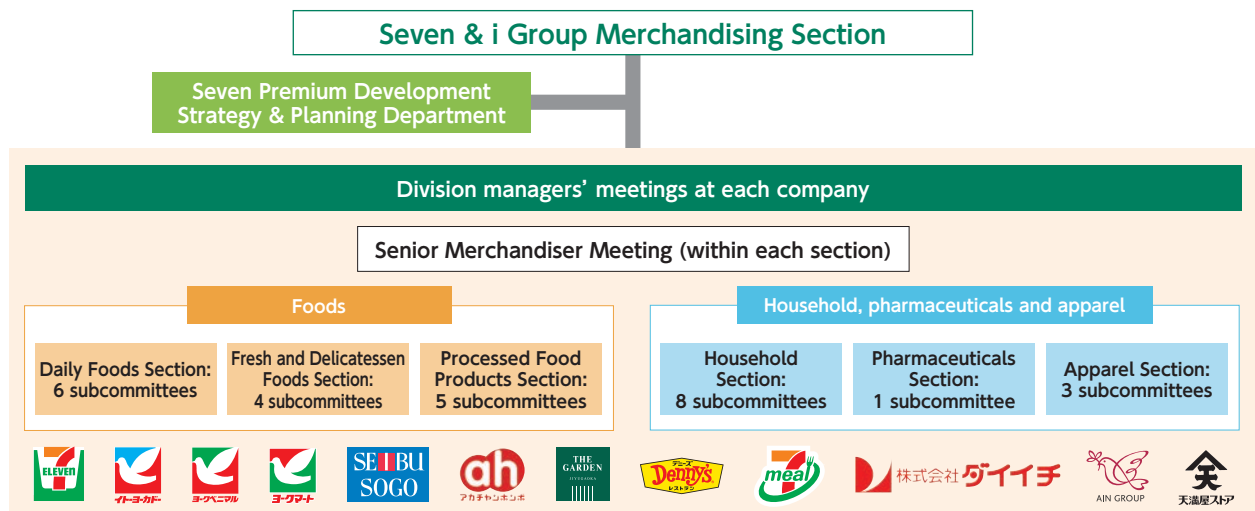 Seven & i Group Merchandising Section
Seven Premium Development
Strategy & Planning Department
Division managers’ meetings at each company
Senior Merchandiser Meeting (within each section)
Foods
Household, pharmaceuticals and apparel
Daily Foods Section:
6 subcommittees
Fresh and Delicatessen
Foods Section:
4 subcommittees
Processed Food
Products Section:
5 subcommittees
Household
Section:
8 subcommittees
Pharmaceuticals
Section:
1 subcommittee
Apparel Section:
3 subcommittees
7 ELEVEN
イトーヨーカドー
ヨークベニマル
ヨークマート
SEIBU
SOGO
ah
アカチャンホンポ
THE
GARDEN
JIYUGAOKA
デニーズ
Denny's
レストラン
7 meal
株式会社ダイイチ
AIN GROUP
天満屋ストア